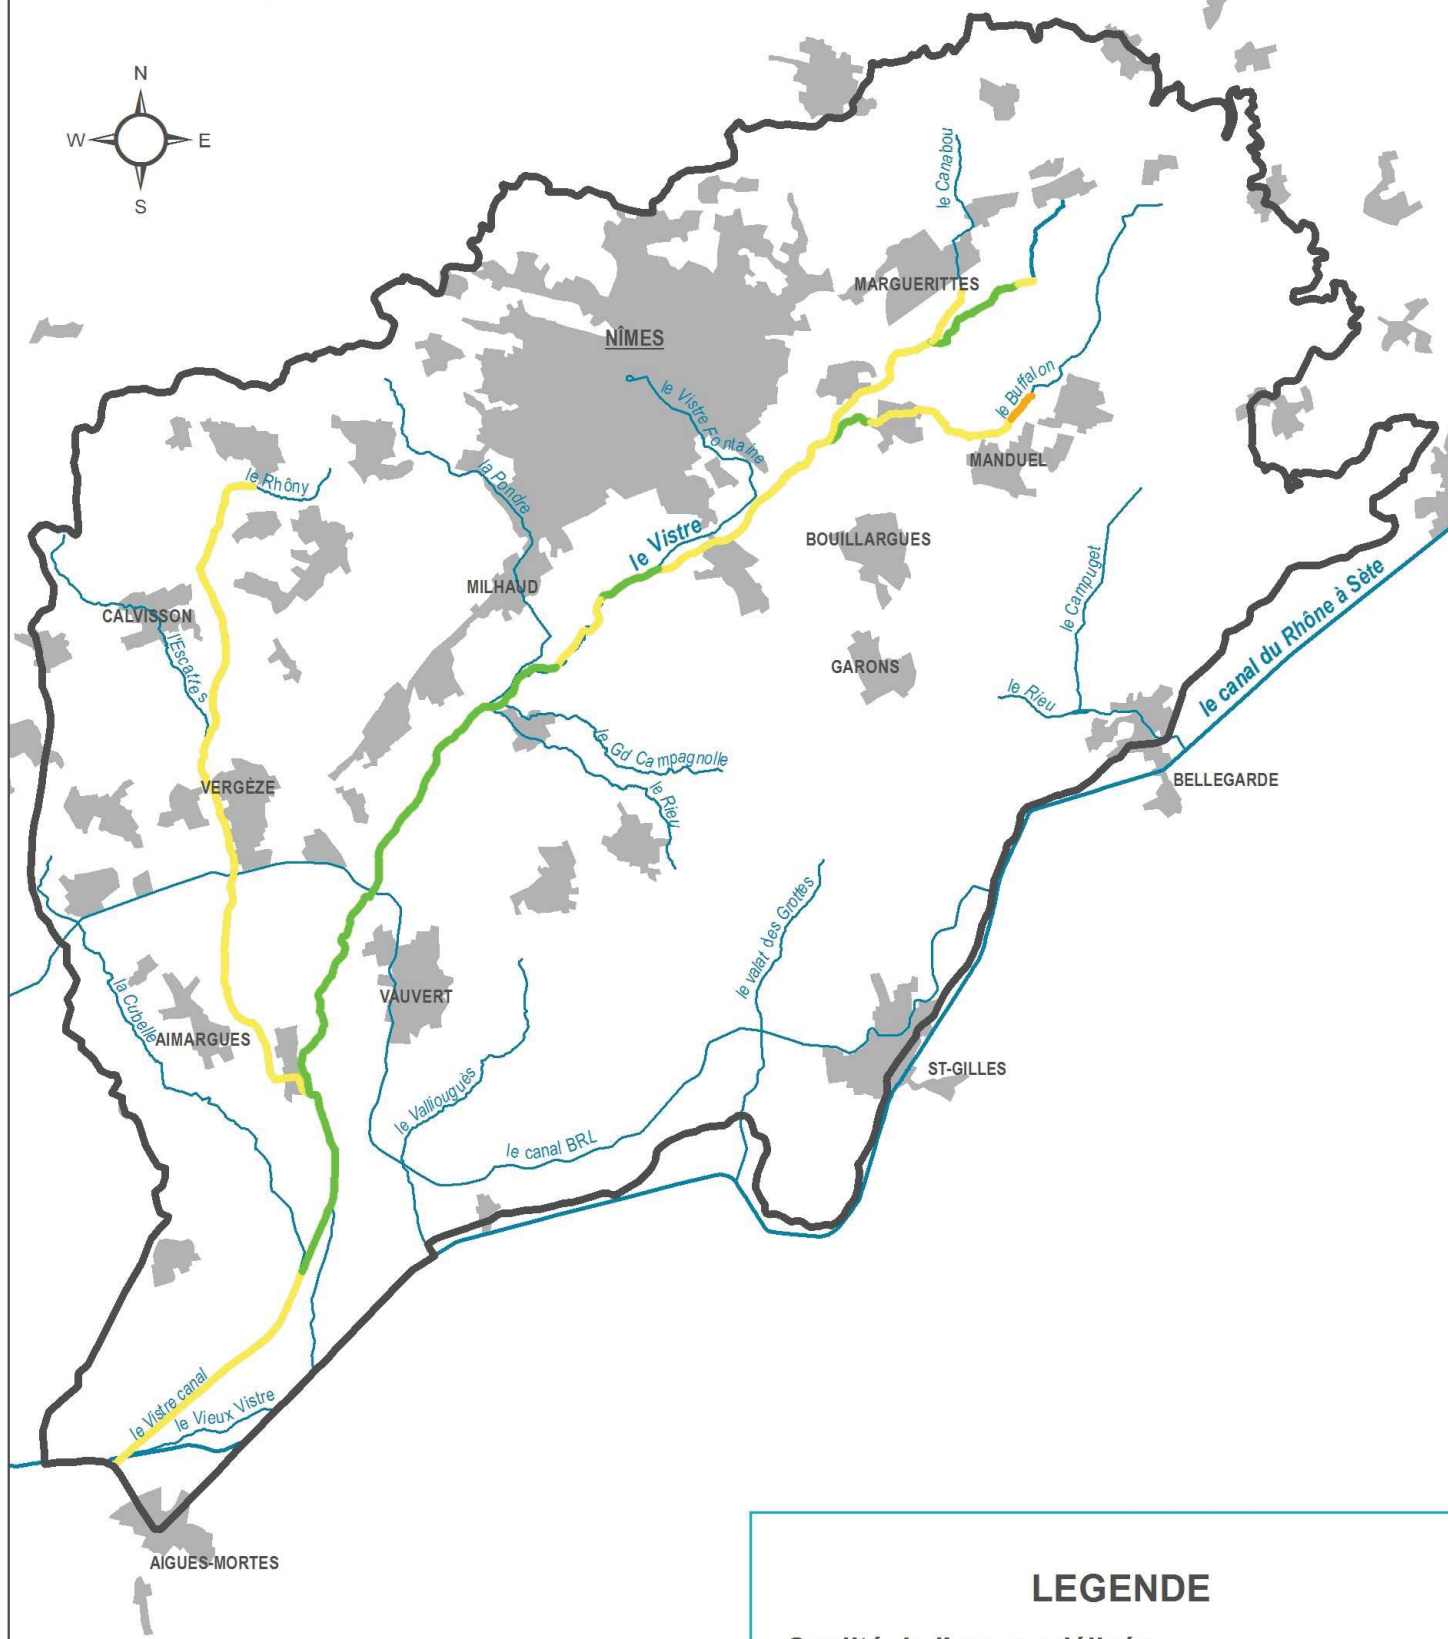 N
W E
S
le Canabou
MARGUERITTES
NÎMES
le Vistre Fontaine
le Buffalon
MANDUEL
le Rhôny
la Pondre
le Vistre
BOUILLARGUES
MILHAUD
CALVISSON
l'Escattes
le Campuget
GARONS
le canal du Rhône à Sète
le Rieu
le Gd Campagnolle
BELLEGARDE
VERGÈZE
le Rieu
le valat des Grottes
VAUVERT
la Cubelle
AIMARGUES
ST-GILLES
le Valliouguès
le canal BRL
le Vistre canal
le Vieux Vistre
AIGUES-MORTES
LEGENDE